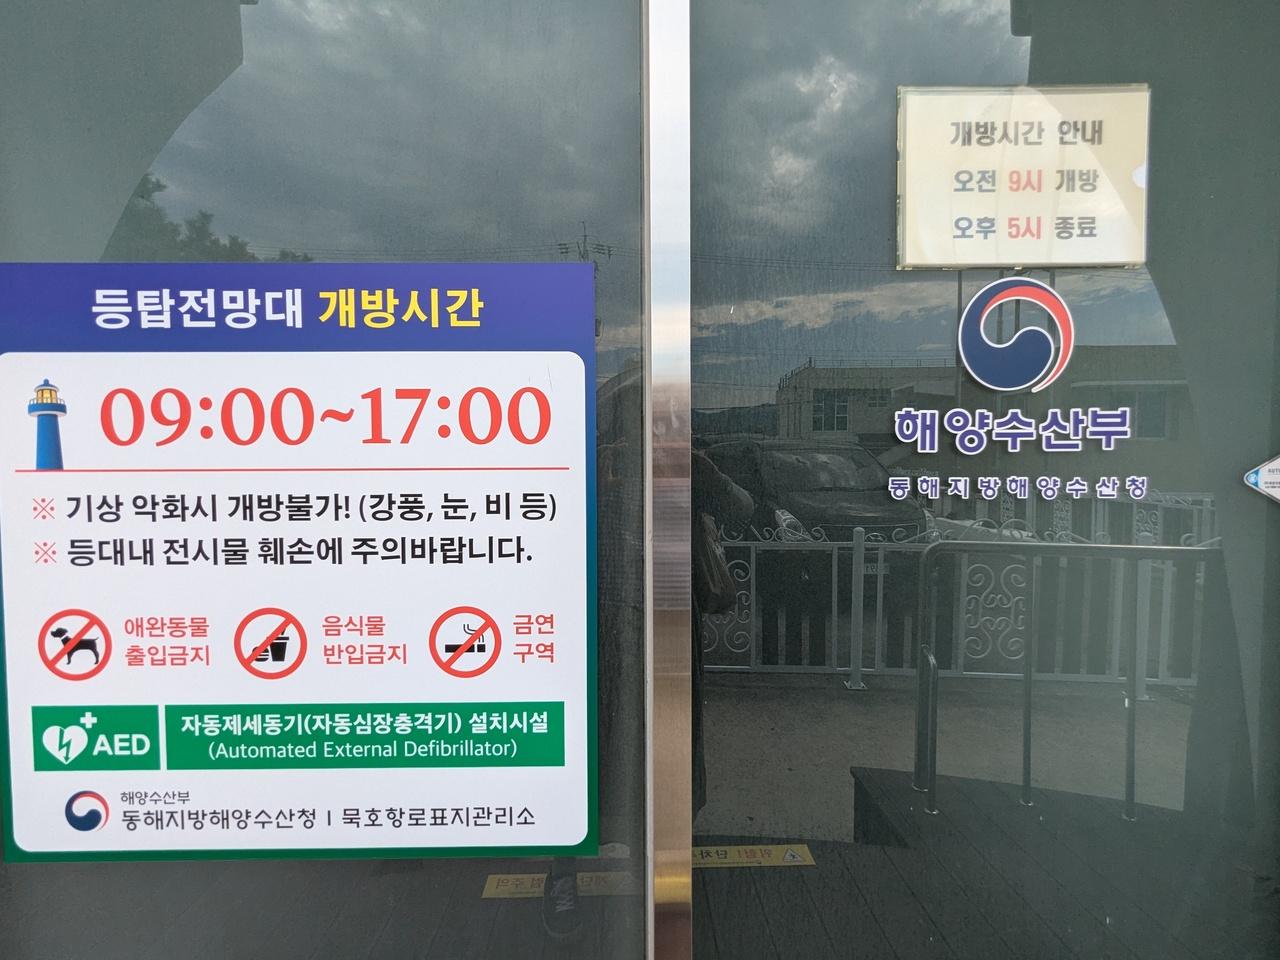 등탑전망대 개방시간
09:00~17:00
※ 기상 악화시 개방불가! (강풍, 눈, 비 등)
※ 등대내 전시물 훼손에 주의바랍니다.
애완동물
출입금지
음식물
반입금지
금연
구역
AED
자동제세동기(자동심장충격기) 설치시설
(Automated External Defibrillator)
해양수산부
동해지방해양수산청 | 묵호항로표지관리소
개방시간 안내
오전 9시 개방
오후 5시 종료
해양수산부
동해지방해양수산청